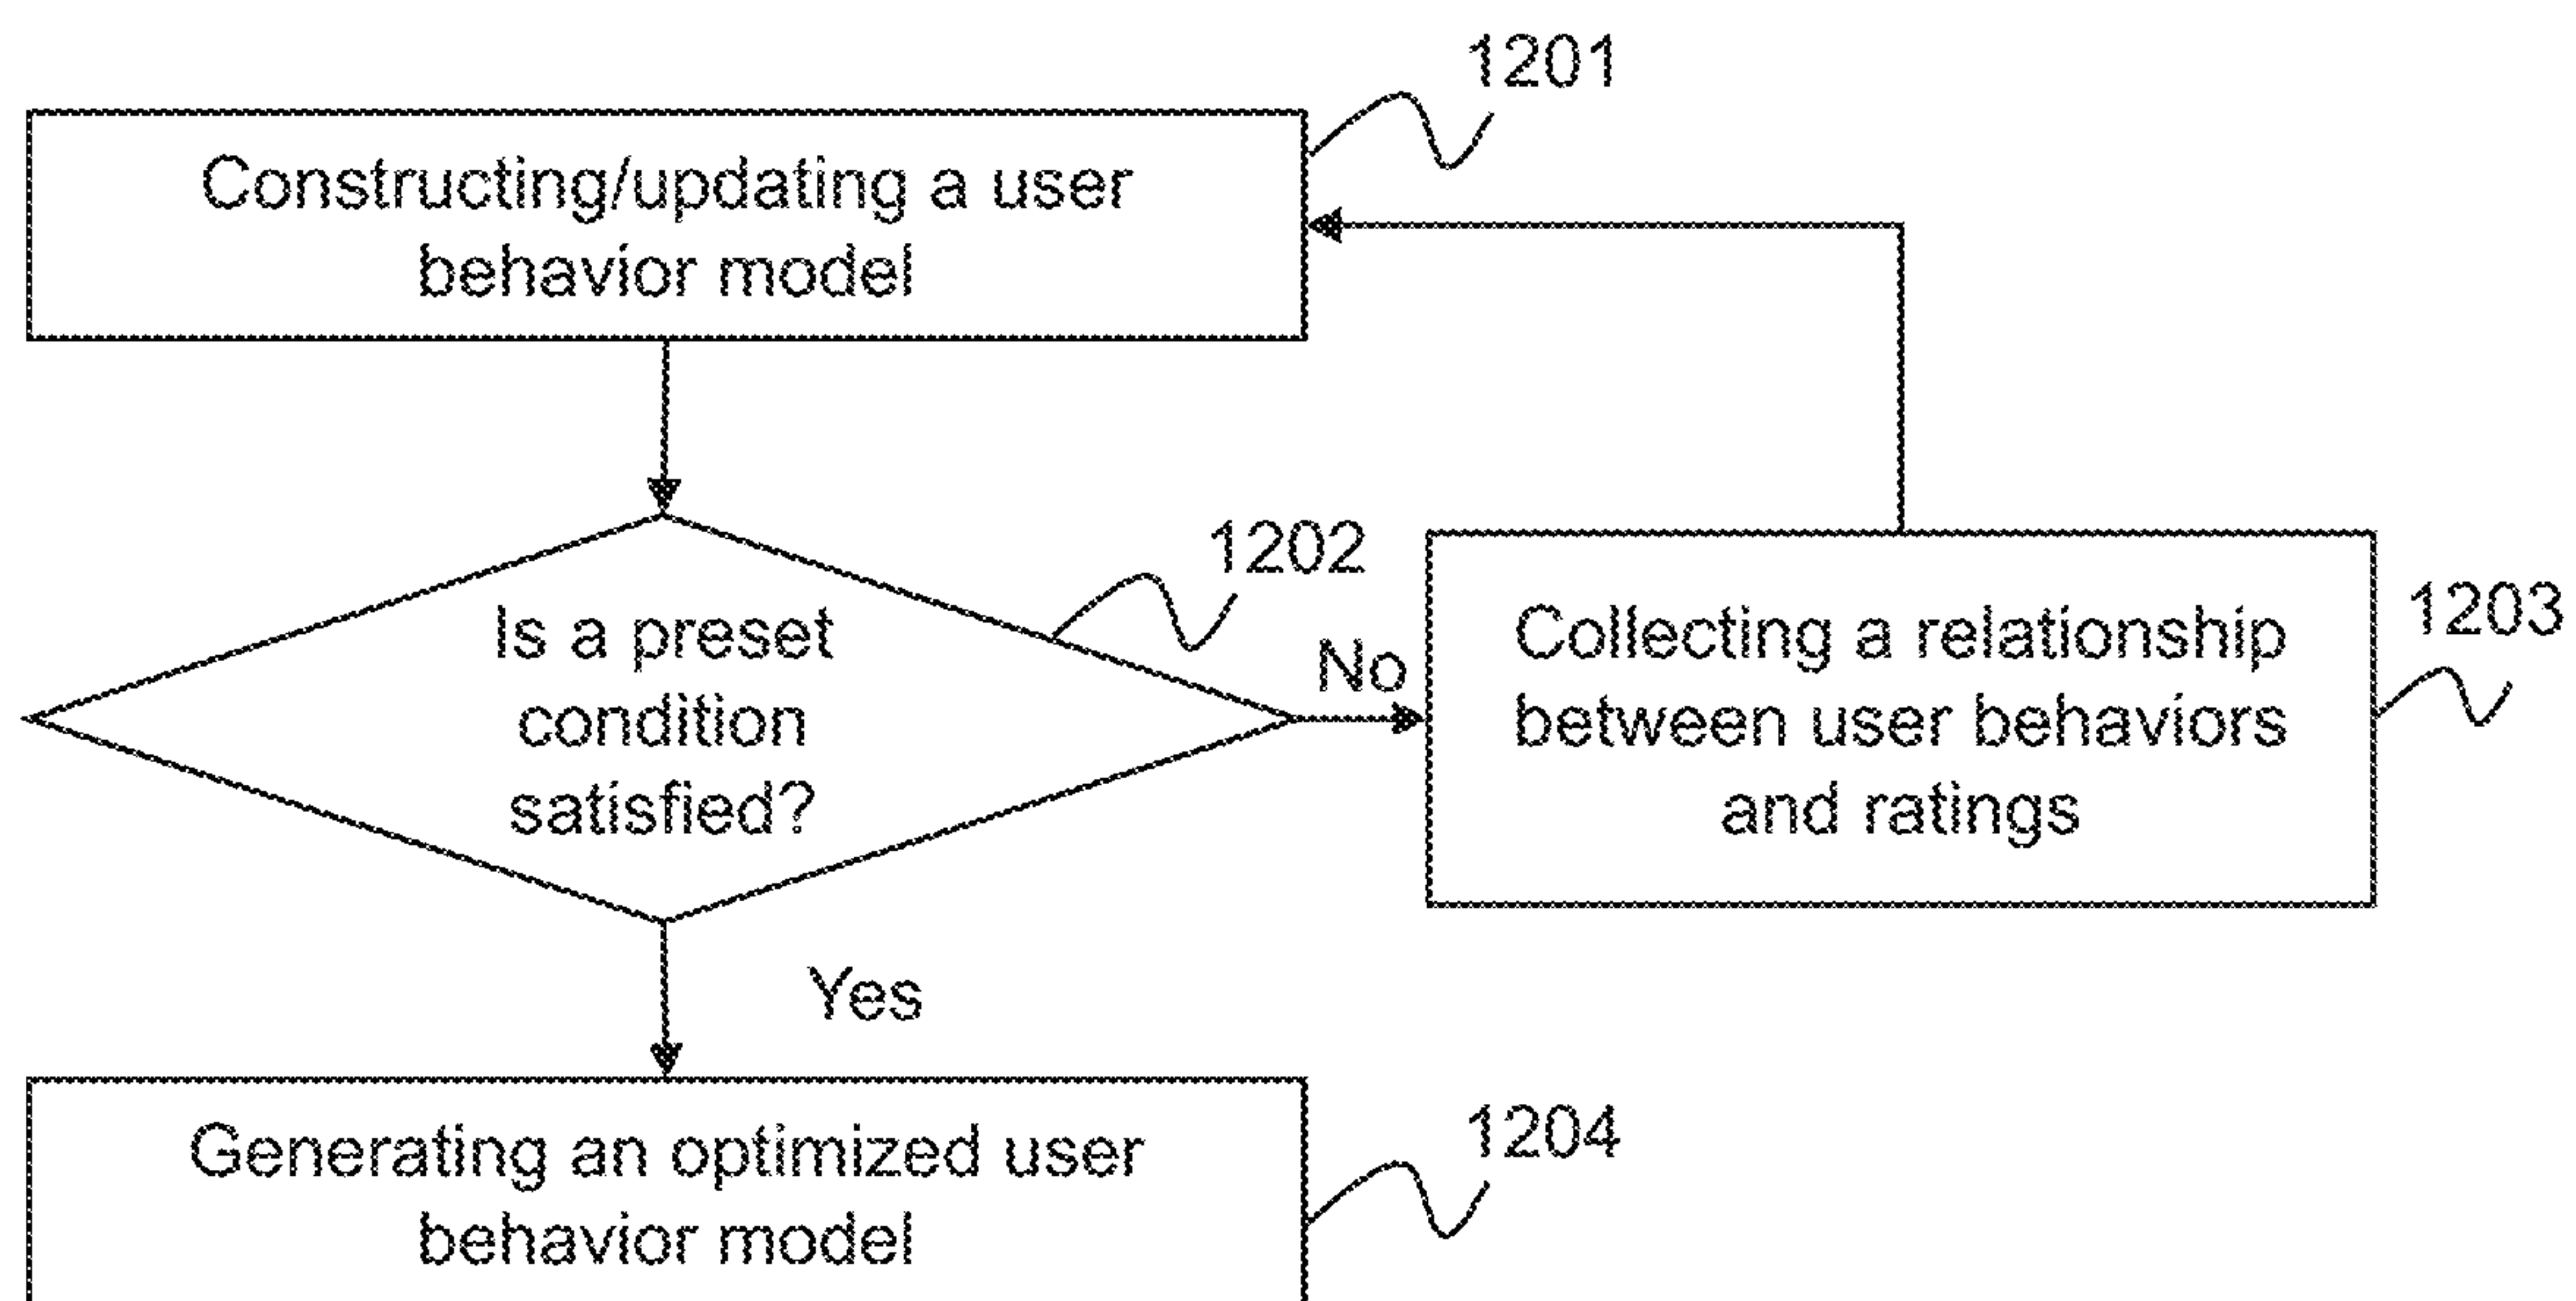 1201
Constructing/updating a user
behavior model
1202
Is a preset
condition
satisfied?
No
Collecting a relationship
between user behaviors
and ratings
1203
Yes
1204
Generating an optimized user
behavior model